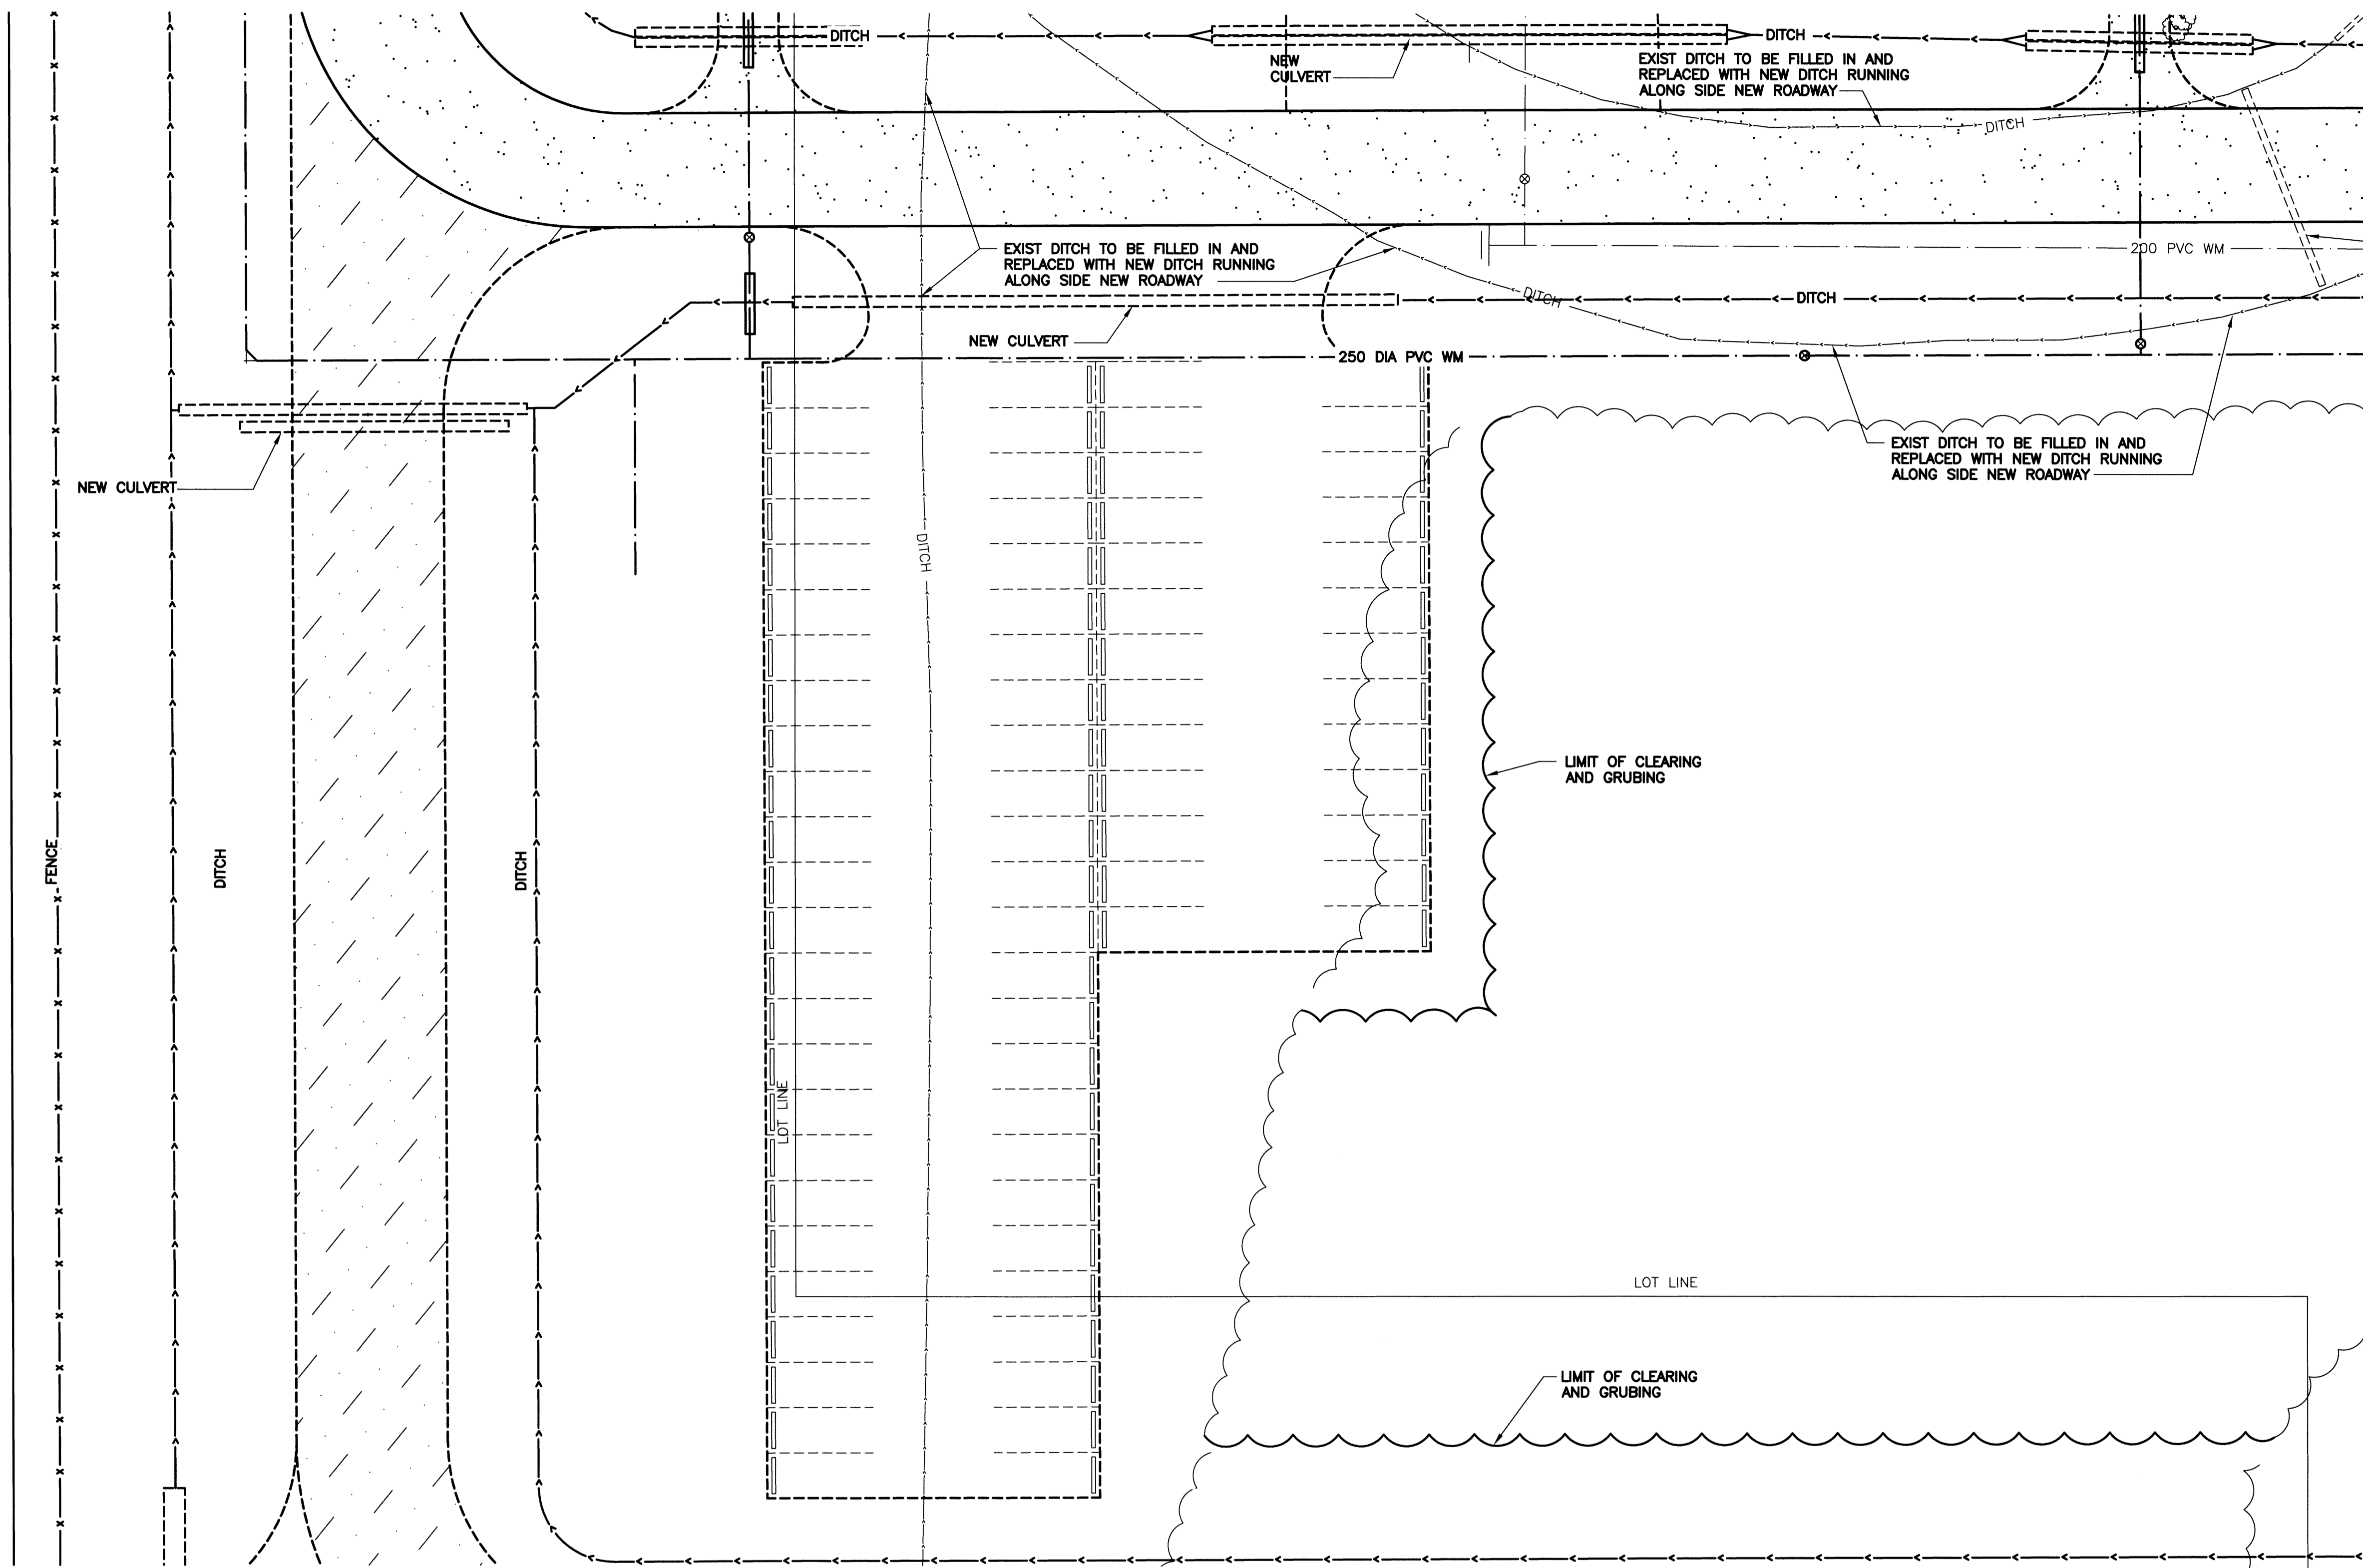 DITCH
DITCH
NEW
CULVERT
EXIST DITCH TO BE FILLED IN AND
REPLACED WITH NEW DITCH RUNNING
ALONG SIDE NEW ROADWAY
DITCH
EXIST DITCH TO BE FILLED IN AND
REPLACED WITH NEW DITCH RUNNING
ALONG SIDE NEW ROADWAY
200 PVC WM
DITCH
DITCH
NEW CULVERT
250 DIA PVC WM
EXIST DITCH TO BE FILLED IN AND
REPLACED WITH NEW DITCH RUNNING
ALONG SIDE NEW ROADWAY
NEW CULVERT
DITCH
LIMIT OF CLEARING
AND GRUBING
FENCE
DITCH
DITCH
LOT LINE
LOT LINE
LIMIT OF CLEARING
AND GRUBING